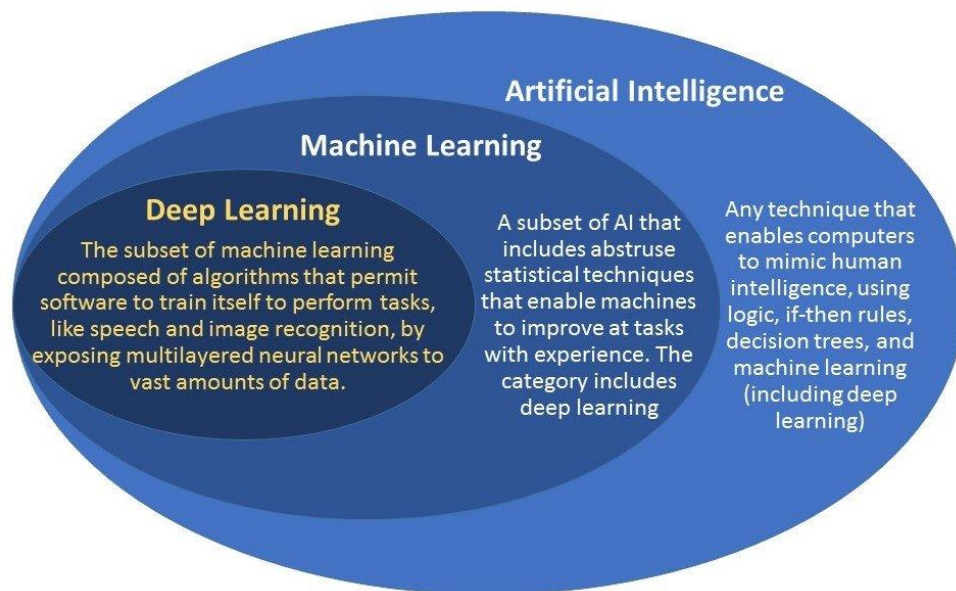 Artificial Intelligence
Machine Learning
Deep Learning
The subset of machine learning
composed of algorithms that permit
software to train itself to perform tasks,
like speech and image recognition, by
exposing multilayered neural networks to
vast amounts of data.
A subset of AI that
includes abstruse
statistical techniques
that enable machines
to improve at tasks
with experience. The
category includes
deep learning
Any technique that
enables computers
to mimic human
intelligence, using
logic, if-then rules,
decision trees, and
machine learning
(including deep
learning)